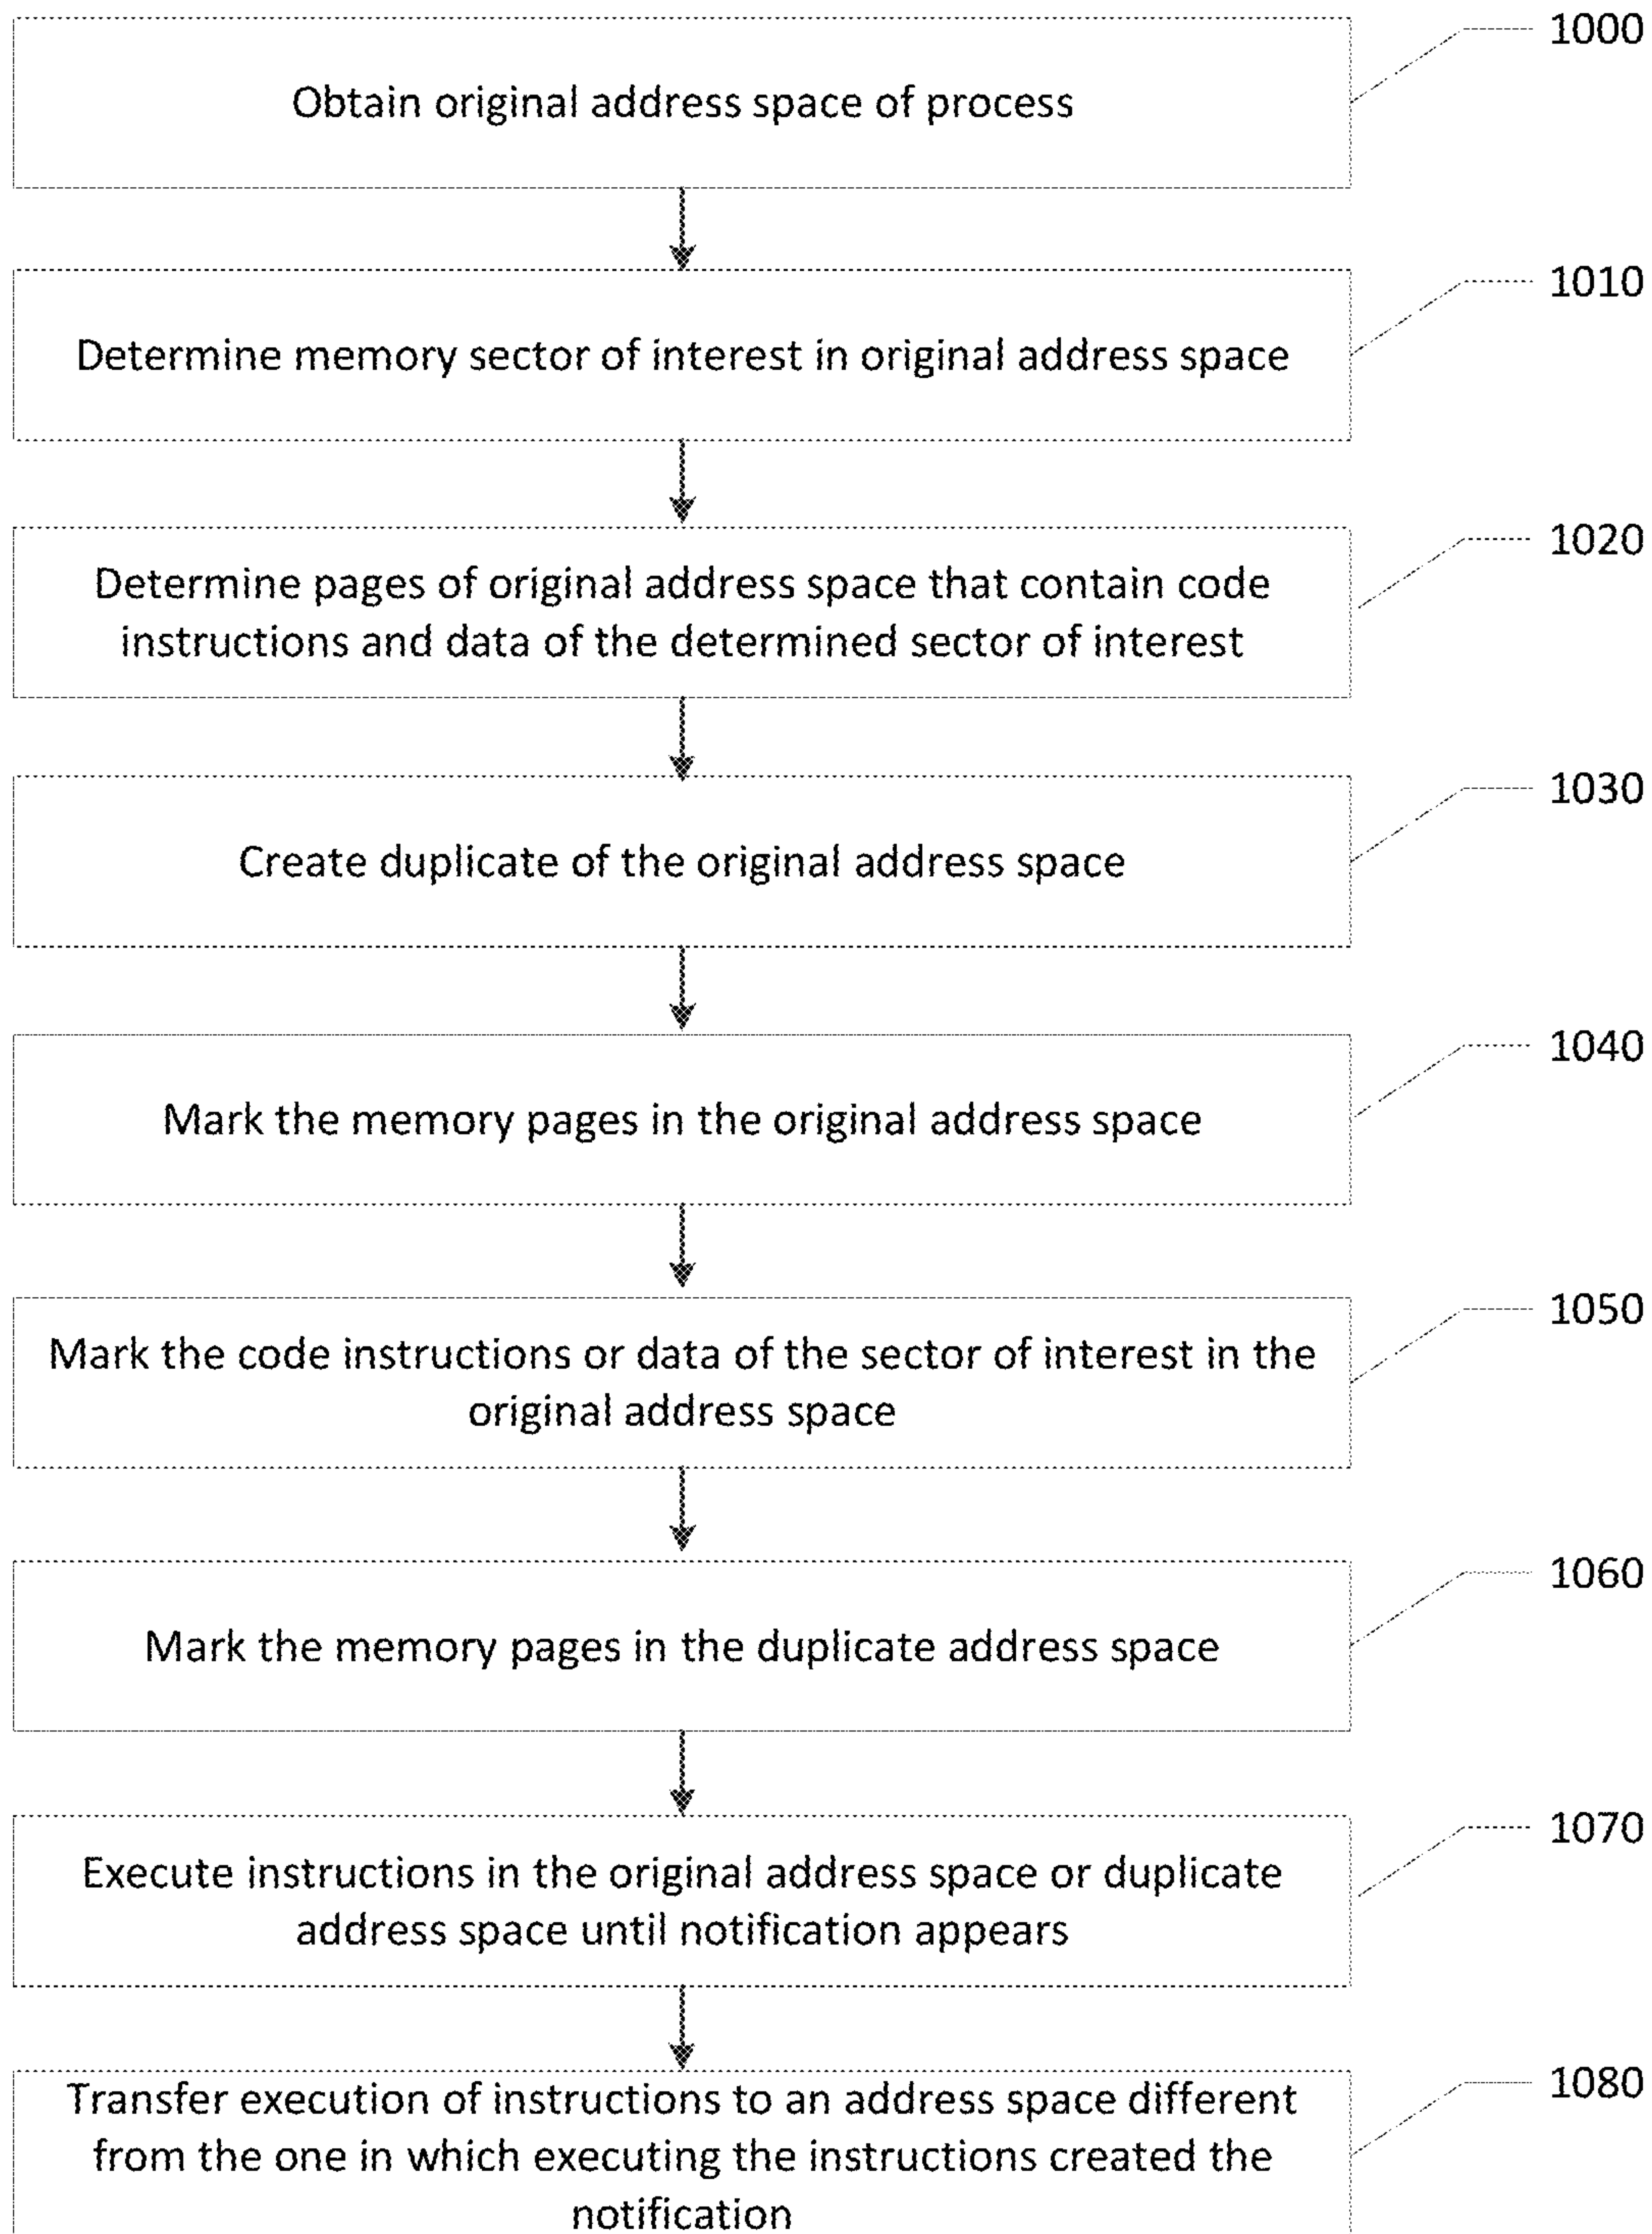 1000
Obtain original address space of process
1010
Determine memory sector of interest in original address space
1020
Determine pages of original address space that contain code
instructions and data of the determined sector of interest
1030
Create duplicate of the original address space
1040
Mark the memory pages in the original address space
1050
Mark the code instructions or data of the sector of interest in the
original address space
1060
Mark the memory pages in the duplicate address space
1070
Execute instructions in the original address space or duplicate
address space until notification appears
1080
Transfer execution of instructions to an address space different
from the one in which executing the instructions created the
notification